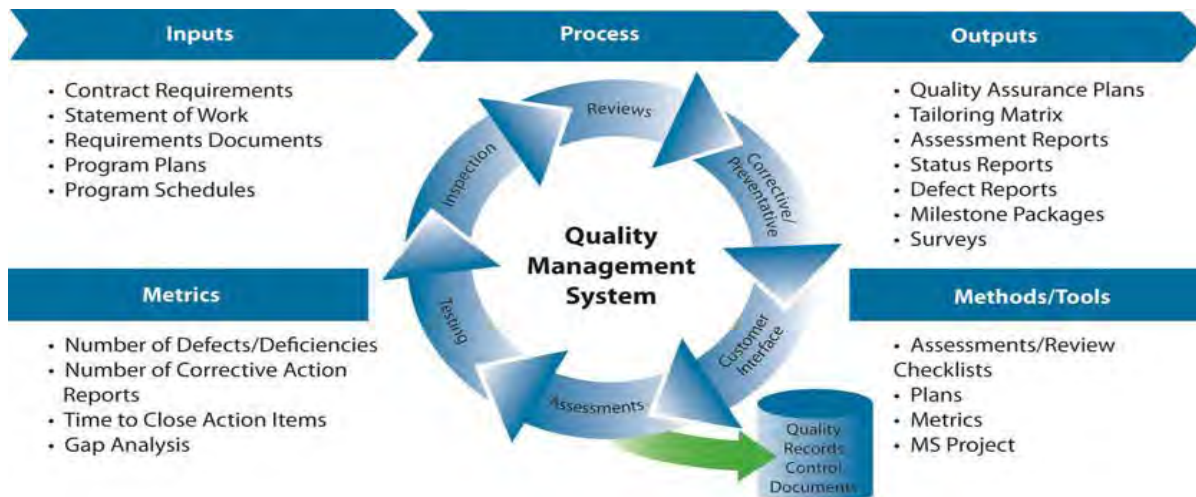 Inputs
Process
Outputs
• Contract Requirements
• Statement of Work
• Requirements Documents
• Program Plans
• Program Schedules
Reviews
Corrective/
Preventative
Customer
Interface
Assessments
Testing
Inspection
Quality
Management
System
Quality
Records
Control
Documents
• Quality Assurance Plans
• Tailoring Matrix
• Assessment Reports
• Status Reports
• Defect Reports
• Milestone Packages
• Surveys
Metrics
• Number of Defects/Deficiencies
• Number of Corrective Action
Reports
• Time to Close Action Items
• Gap Analysis
Methods/Tools
• Assessments/Review
Checklists
• Plans
• Metrics
• MS Project